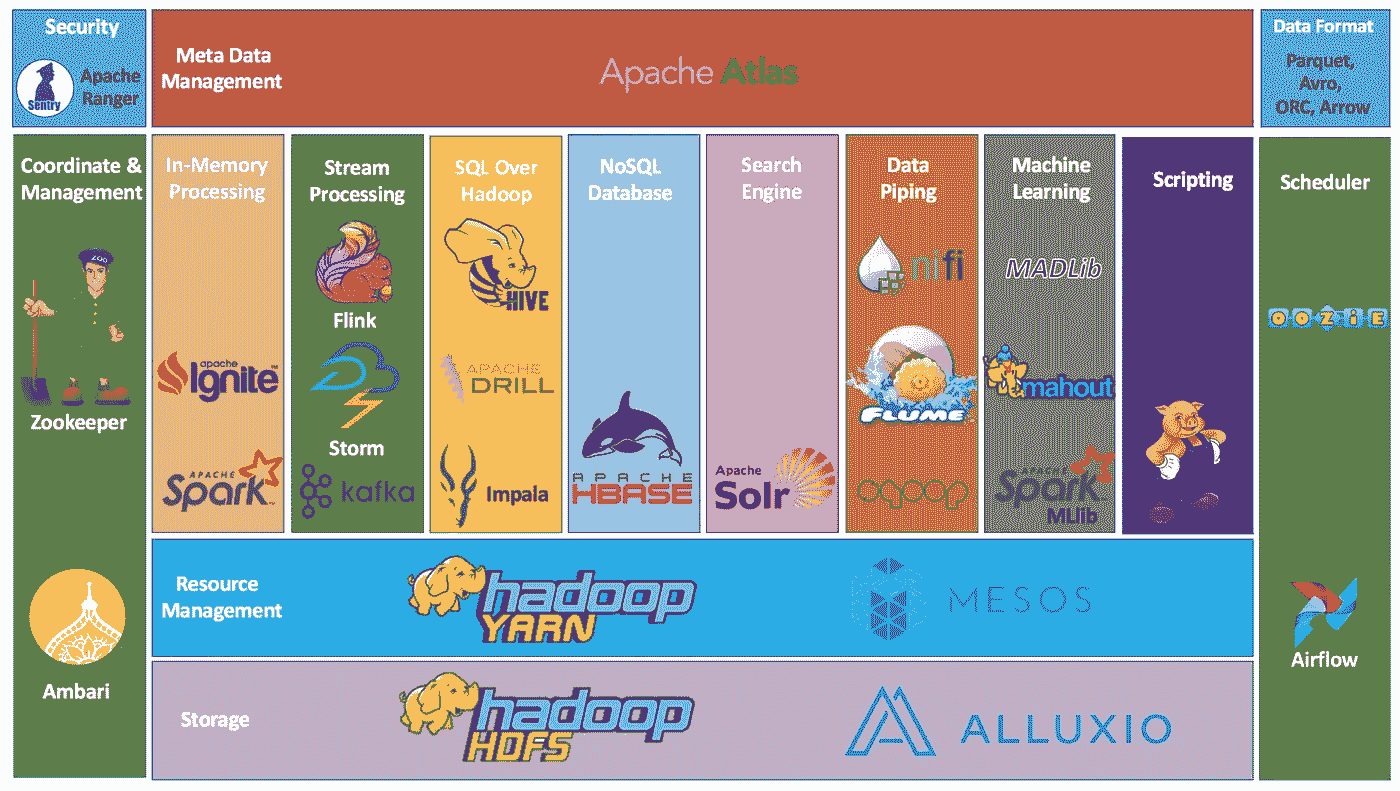 Security
Sentry
Apache
Ranger
Meta Data
Management
Apache Atlas
Data Format
Parquet,
Avro,
ORC, Arrow
Coordinate &
Management
ZOO
Zookeeper
Ambari
In-Memory
Processing
apache
Ignite™
APACHE
Spark
Stream
Processing
Flink
Storm
kafka
SQL Over
Hadoop
HIVE
APACHE
DRILL
Impala
NoSQL
Database
APACHE
HBASE
Search
Engine
Apache
Solr
Data
Piping
nifi
FLUME
sqoop
Machine
Learning
MADLib
mahout
APACHE
Spark
MLlib
Scripting
Scheduler
OOZIE
Airflow
Resource
Management
hadoop
YARN
MESOS
Storage
hadoop
HDFS
ALLUXIO